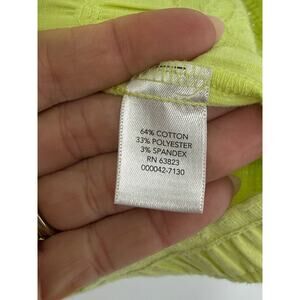 64% COTTON
33% POLYESTER
3% SPANDEX
RN 63823
000042-7130